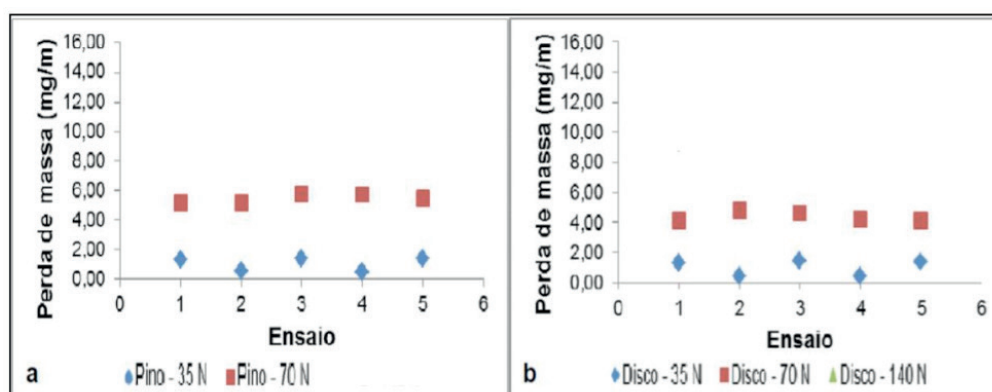 Perda de massa (mg/m)
16,00
14,00
12,00
10,00
8,00
6,00
4,00
2,00
0,00
0 1 2 3 4 5 6
Ensaio
a
Pino - 35 N Pino - 70 N
Perda de massa (mg/m)
16,00
14,00
12,00
10,00
8,00
6,00
4,00
2,00
0,00
0 1 2 3 4 5 6
Ensaio
b
Disco - 35 N Disco - 70 N Disco - 140 N